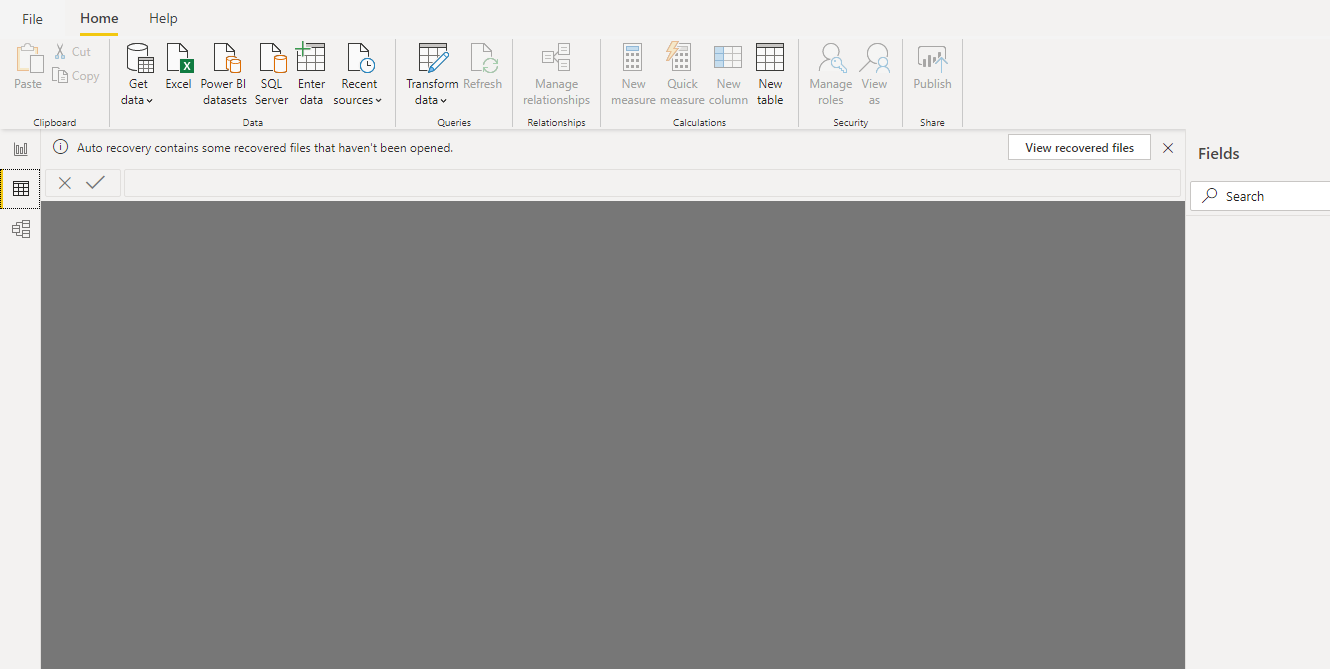 File Home Help
Cut
Copy
Paste
Get data
Excel
Power BI datasets
SQL Server
Enter data
Recent sources
Transform data
Refresh
Manage relationships
New measure
Quick measure
New column
New table
Manage roles
View as
Publish
Clipboard Data Queries Relationships Calculations Security Share
Auto recovery contains some recovered files that haven't been opened.
View recovered files
Fields
Search